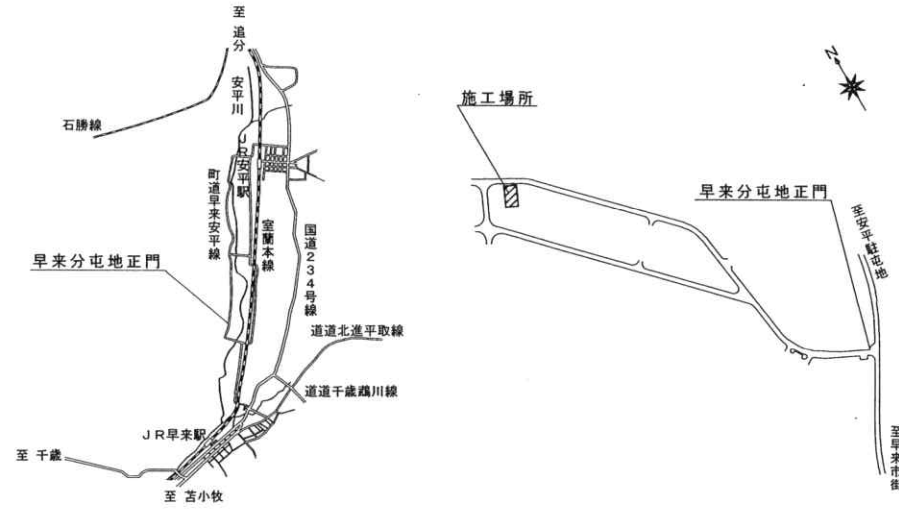 至 追分
安平川
石勝線
JR安平駅
町道早来安平線
室蘭本線
国道234号線
早来分屯地正門
道道北進平取線
道道千歳鵡川線
JR早来駅
至 千歳
至 苫小牧
N
施工場所
早来分屯地正門
至安平駐屯地
至早来市街